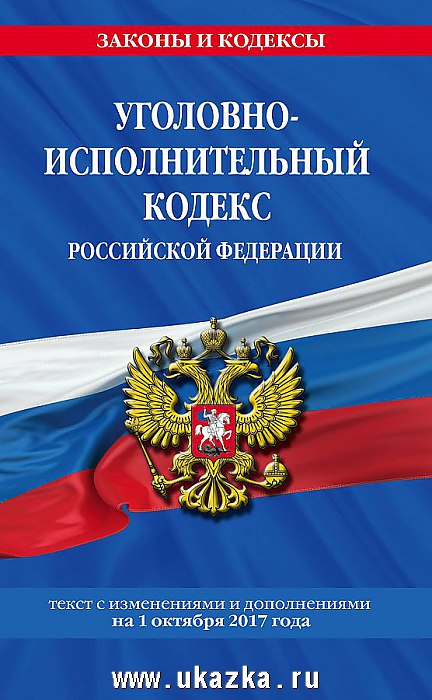 ЗАКОНЫ И КОДЕКСЫ
УГОЛОВНО-
ИСПОЛНИТЕЛЬНЫЙ
КОДЕКС
РОССИЙСКОЙ ФЕДЕРАЦИИ
ТЕКСТ С ИЗМЕНЕНИЯМИ И ДОПОЛНЕНИЯМИ
на 1 октября 2017 года
www.ukazka.ru